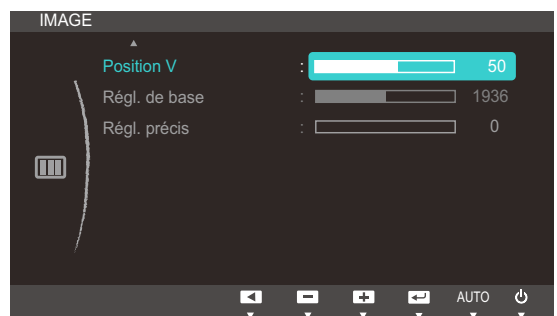 IMAGE
Position V : 50
Régl. de base : 1936
Régl. précis : 0
AUTO